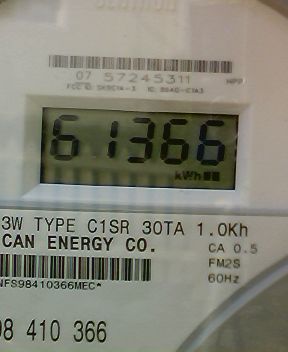 07 57245311
61366
kWh
3W TYPE C1SR 30TA 1.0Kh
CAN ENERGY CO.
CA 0.5
FM2S
60Hz
NFS98410366MEC*
08 410 366